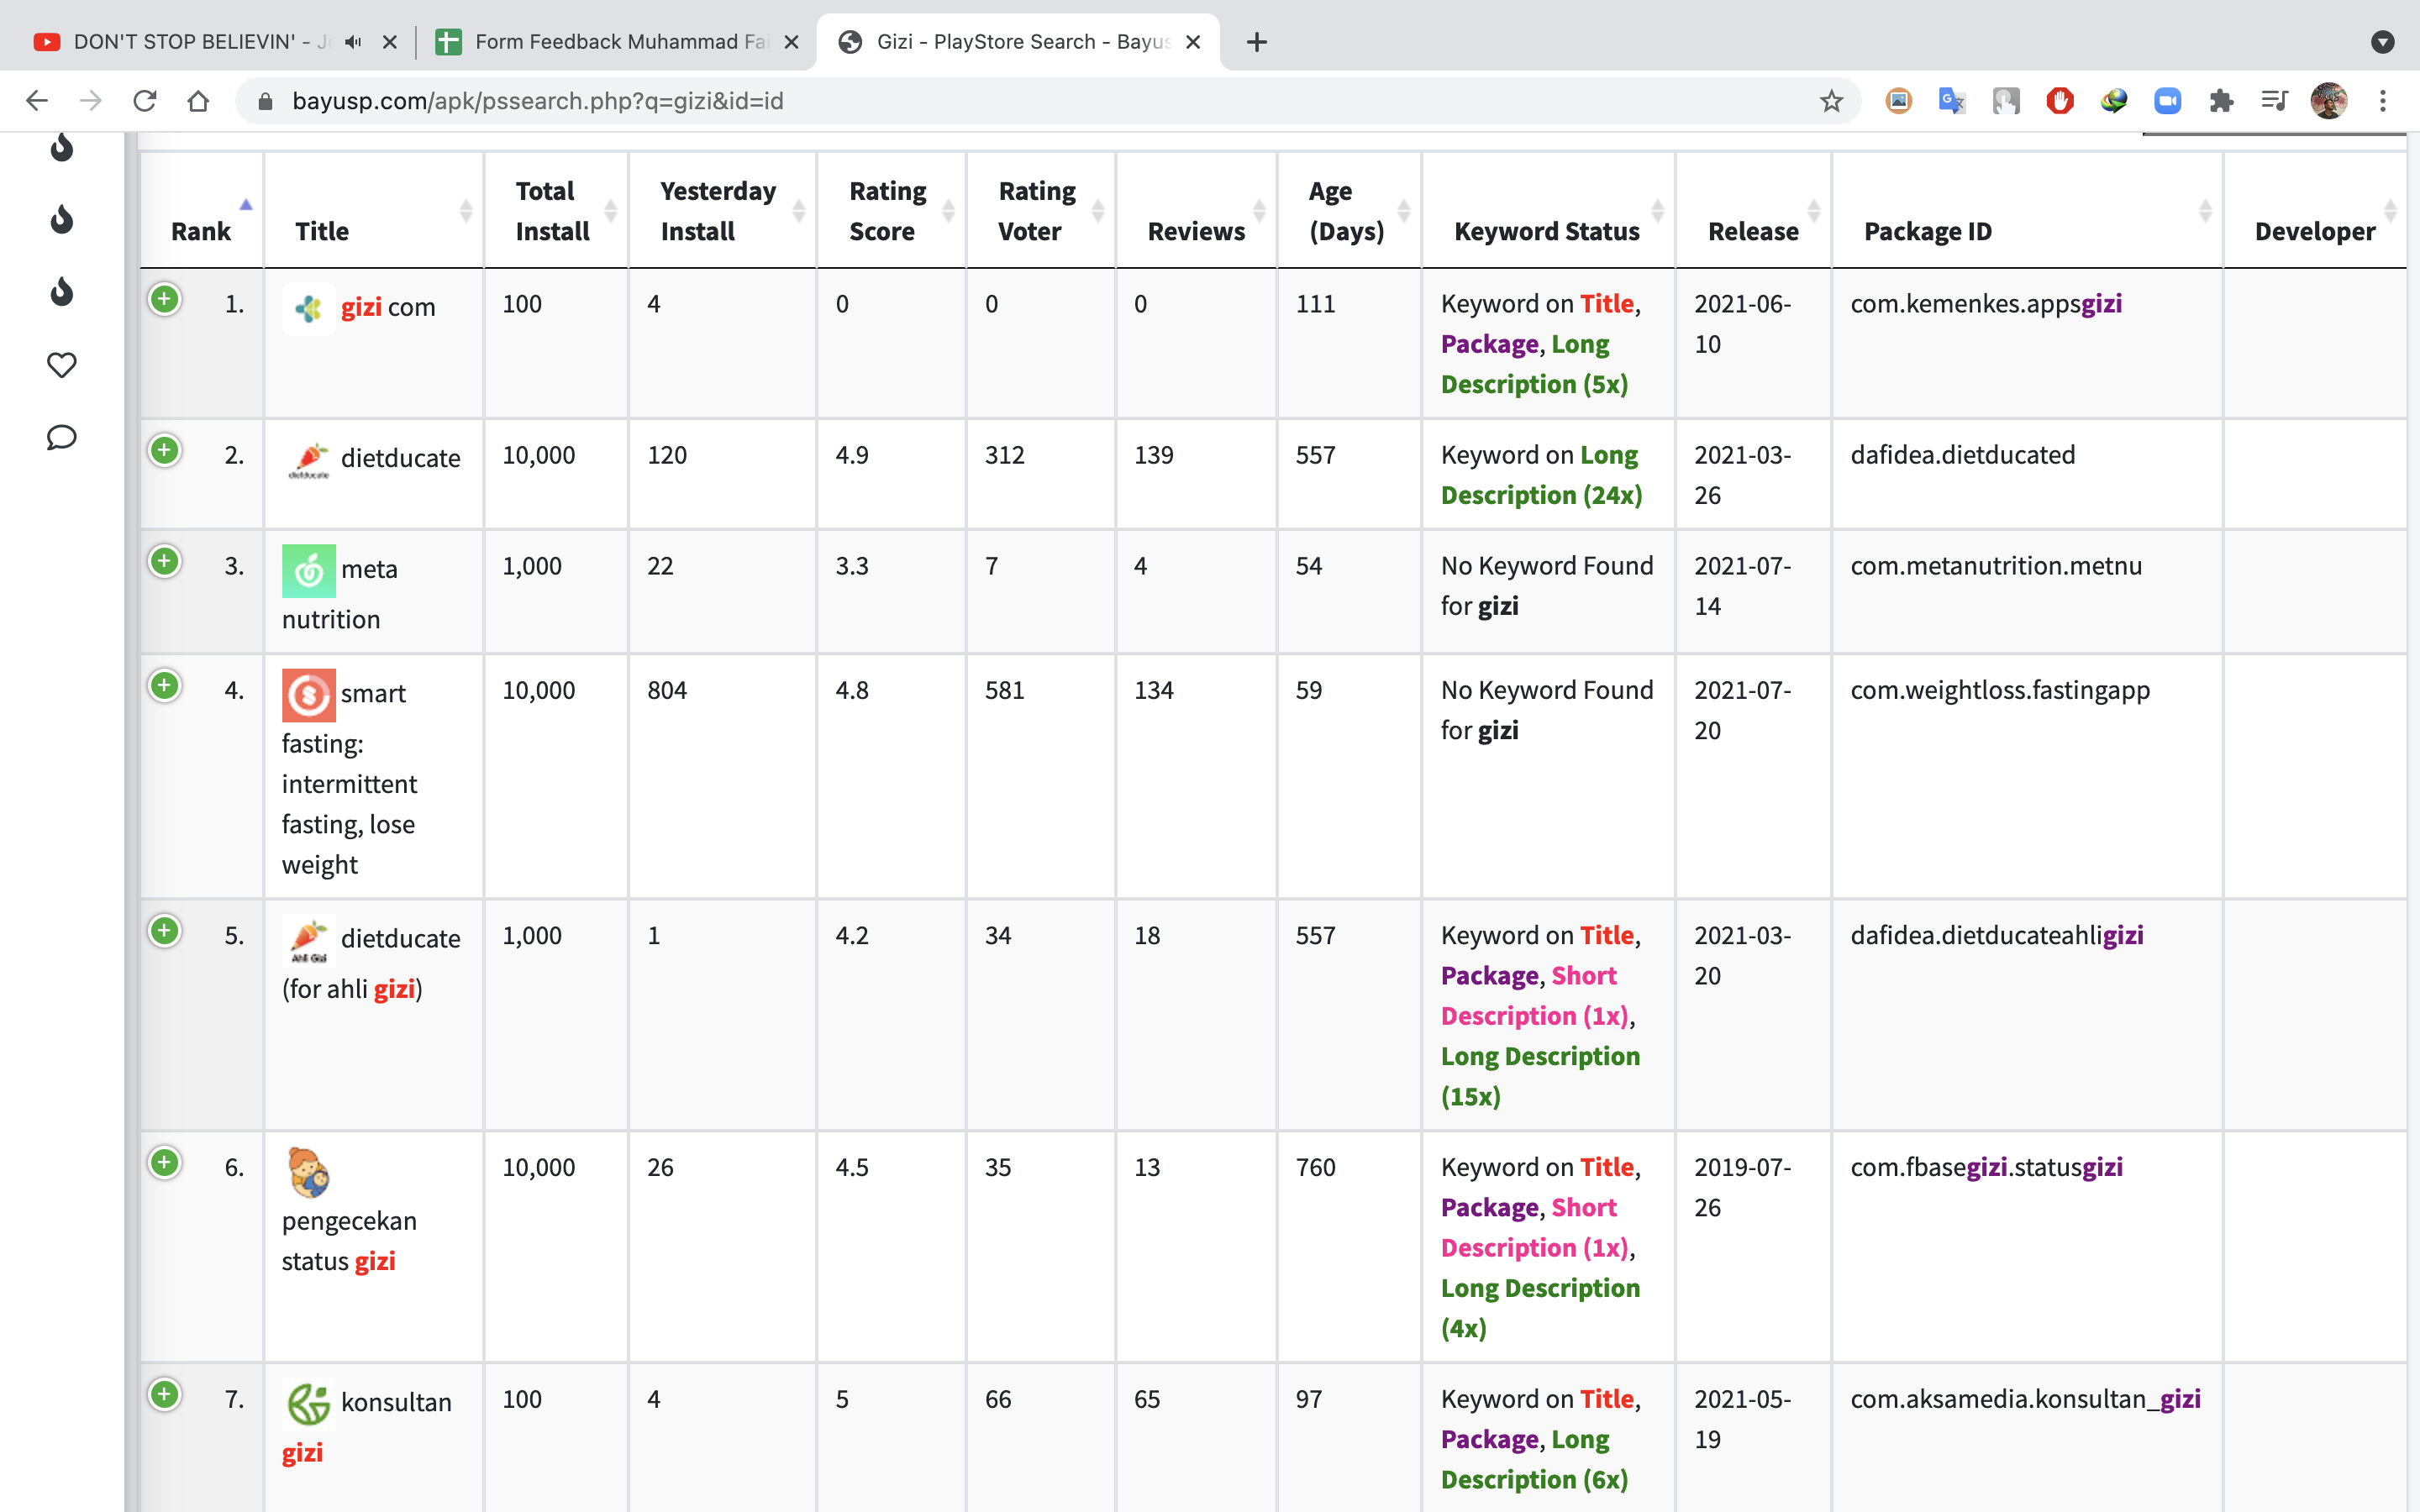 DON'T STOP BELIEVIN' - J
Form Feedback Muhammad Fai
Gizi - PlayStore Search - Bayus
bayusp.com/apk/pssearch.php?q=gizi&id=id
Rank Title Total Install Yesterday Install Rating Score Rating Voter Reviews Age (Days) Keyword Status Release Package ID Developer
1. gizi com 100 4 0 0 0 111 Keyword on Title, 2021-06- com.kemenkes.appsgizi
Package, Long 10
Description (5x)
2. dietducate 10,000 120 4.9 312 139 557 Keyword on Long 2021-03- dafidea.dietducated
Description (24x) 26
3. meta 1,000 22 3.3 7 4 54 No Keyword Found 2021-07- com.metanutrition.metnu
nutrition for gizi 14
4. smart 10,000 804 4.8 581 134 59 No Keyword Found 2021-07- com.weightloss.fastingapp
fasting: for gizi 20
intermittent
fasting, lose
weight
5. dietducate 1,000 1 4.2 34 18 557 Keyword on Title, 2021-03- dafidea.dietducateahligizi
Ahli Gizi
(for ahli gizi) Package, Short 20
Description (1x),
Long Description
(15x)
6. 10,000 26 4.5 35 13 760 Keyword on Title, 2019-07- com.fbasegizi.statusgizi
pengecekan Package, Short 26
status gizi Description (1x),
Long Description
(4x)
7. konsultan 100 4 5 66 65 97 Keyword on Title, 2021-05- com.aksamedia.konsultan_gizi
gizi Package, Long 19
Description (6x)